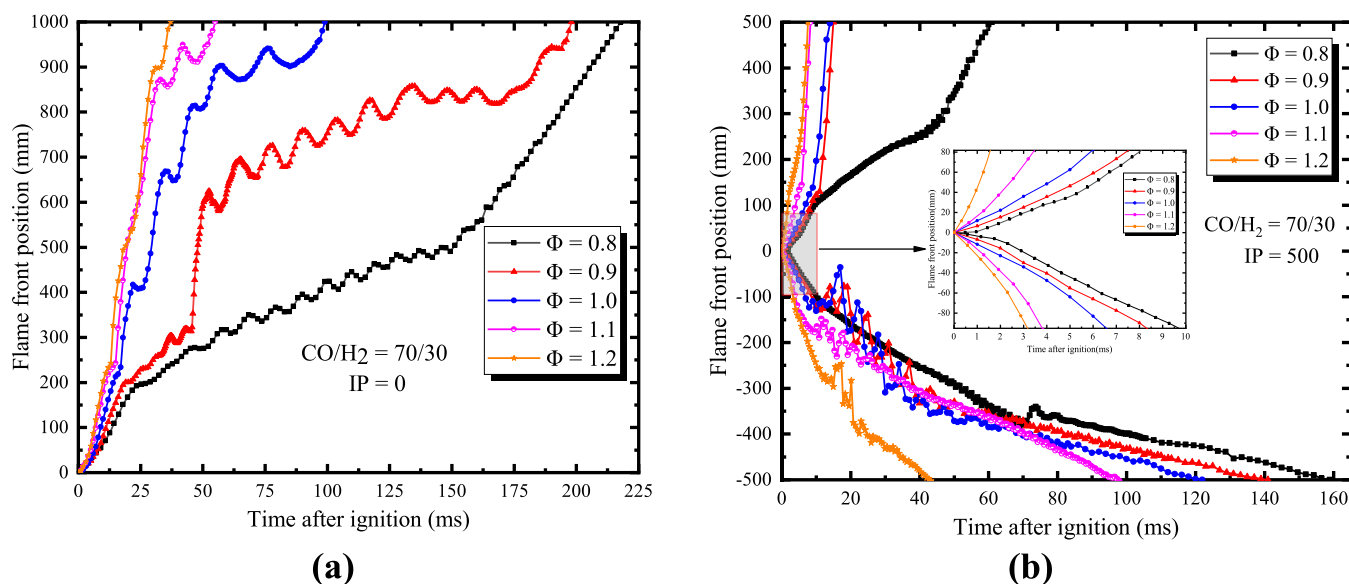 1000
900
800
700
600
500
400
300
200
100
0
Flame front position (mm)
Φ = 0.8
Φ = 0.9
Φ = 1.0
Φ = 1.1
Φ = 1.2
CO/H2 = 70/30
IP = 0
0 25 50 75 100 125 150 175 200 225
Time after ignition (ms)
(a)
500
400
300
200
100
0
-100
-200
-300
-400
-500
Flame front position (mm)
Φ = 0.8
Φ = 0.9
Φ = 1.0
Φ = 1.1
Φ = 1.2
CO/H2 = 70/30
IP = 500
80
60
40
20
0
-20
-40
-60
-80
Flame front position(mm)
Φ = 0.8
Φ = 0.9
Φ = 1.0
Φ = 1.1
Φ = 1.2
0 1 2 3 4 5 6 7 8 9 10
Time after ignition(ms)
0 20 40 60 80 100 120 140 160
Time after ignition (ms)
(b)